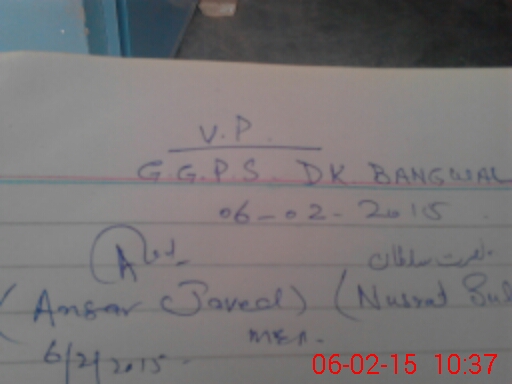 V.P.
G.G.P.S. DK BANGWAL
06-02-2015
نصرت سلطان
(Ansar Javed) (Nusrat Sul
MEA.
6/2/2015
06-02-15 10:37